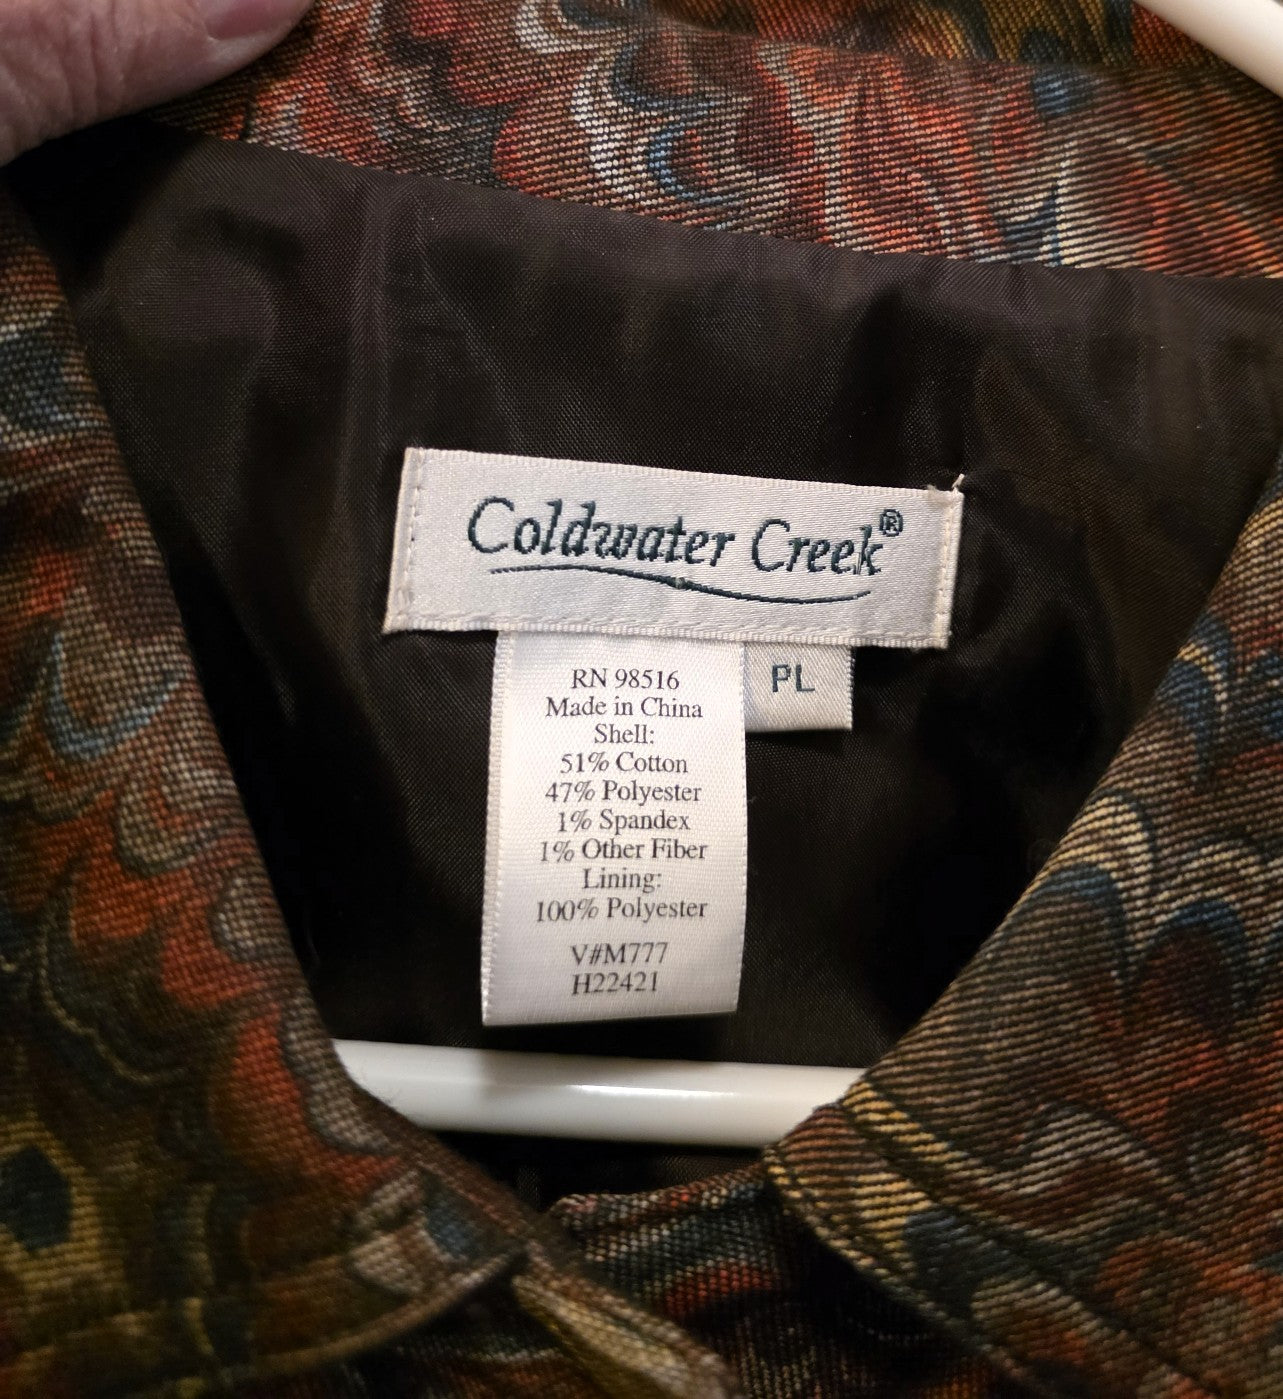 Coldwater Creek®
PL
RN 98516
Made in China
Shell:
51% Cotton
47% Polyester
1% Spandex
1% Other Fiber
Lining:
100% Polyester
V#M777
H22421